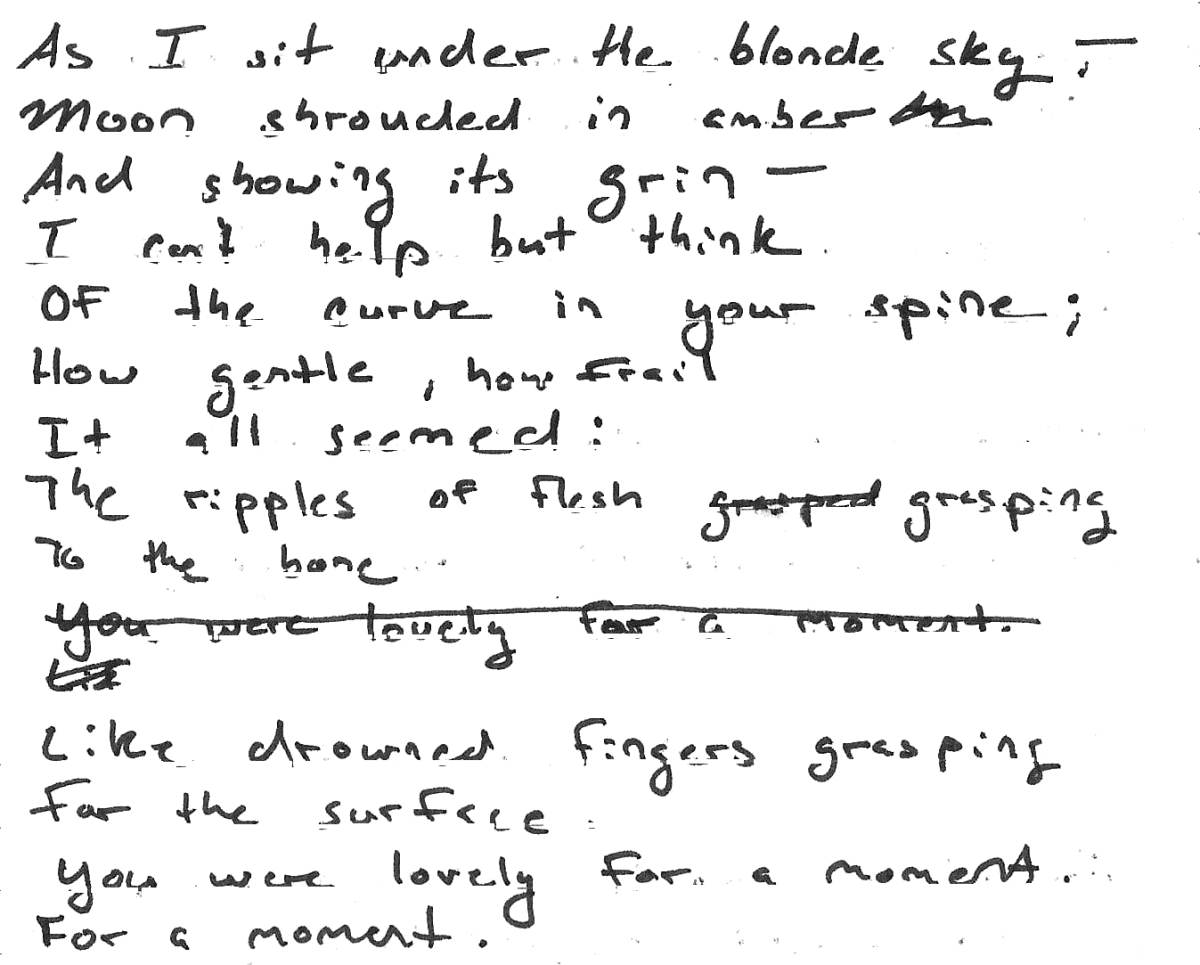 As I sit under the blonde sky, —
Moon shrouded in amber
And showing its grin —
I can't help but think
Of the curve in your spine;
How gentle, how frail
It all seemed:
The ripples of flesh grasped grasping
To the bone
You were lovely for a moment.
Like drowned fingers grasping
For the surface.
You were lovely for a moment.
For a moment.